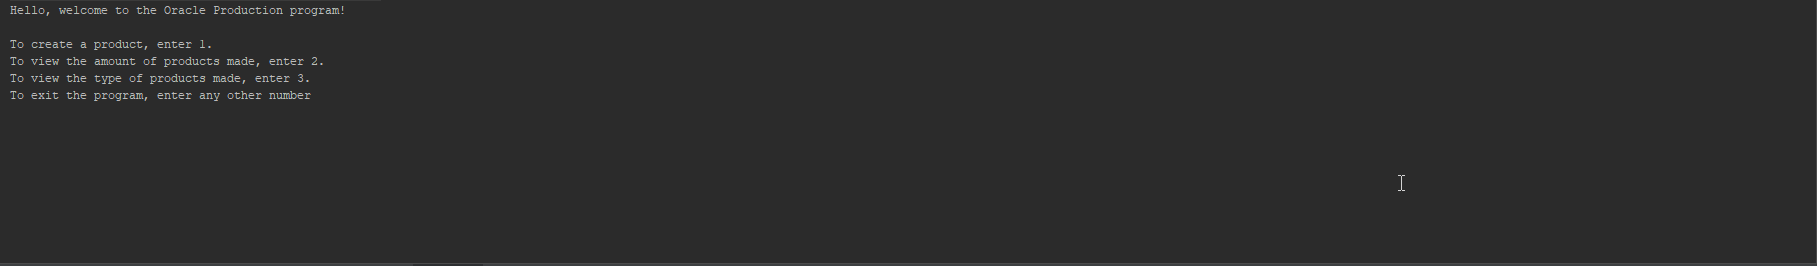 Hello, welcome to the Oracle Production program!
To create a product, enter 1.
To view the amount of products made, enter 2.
To view the type of products made, enter 3.
To exit the program, enter any other number